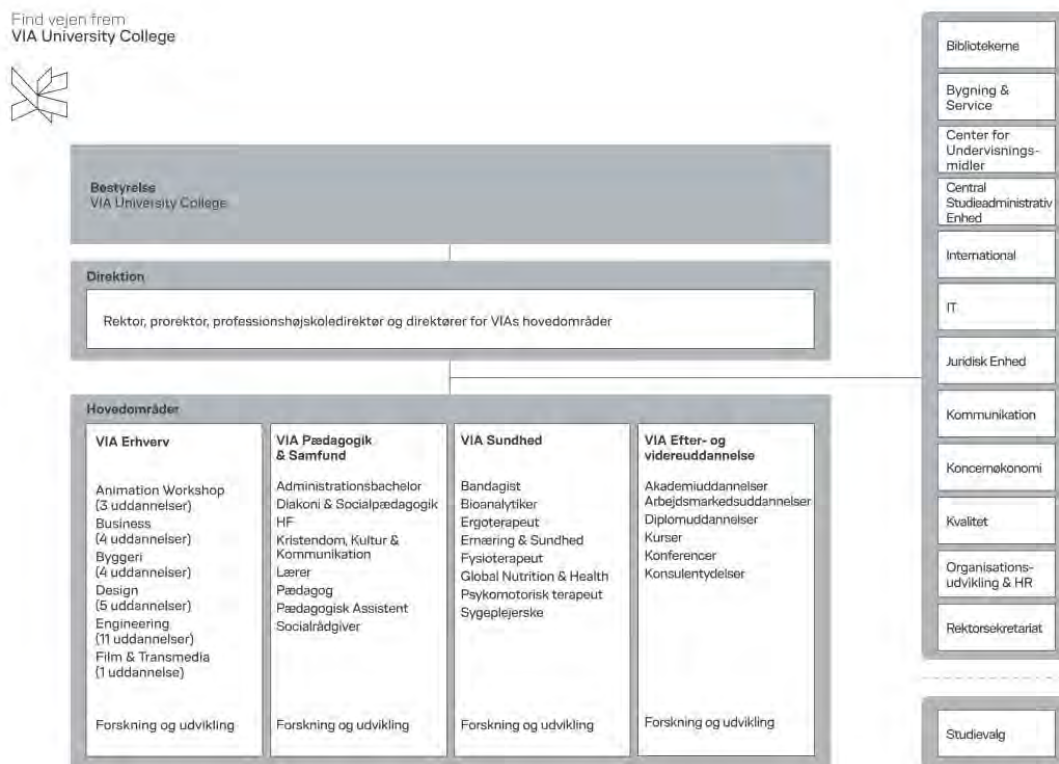 Find vejen frem
VIA University College
Bestyrelse
VIA University College
Direktion
Rektor, prorektor, professionshøjskoledirektør og direktører for VIAs hovedområder
Hovedområder
VIA Erhverv
Animation Workshop
(3 uddannelser)
Business
(4 uddannelser)
Byggeri
(4 uddannelser)
Design
(5 uddannelser)
Engineering
(11 uddannelser)
Film & Transmedia
(1 uddannelse)
Forskning og udvikling
VIA Pædagogik
& Samfund
Administrationsbachelor
Diakoni & Socialpædagogik
HF
Kristendom, Kultur &
Kommunikation
Lærer
Pædagog
Pædagogisk Assistent
Socialrådgiver
Forskning og udvikling
VIA Sundhed
Bandagist
Bioanalytiker
Ergoterapeut
Ernæring & Sundhed
Fysioterapeut
Global Nutrition & Health
Psykomotorisk terapeut
Sygeplejerske
Forskning og udvikling
VIA Efter- og
videreuddannelse
Akademiuddannelser
Arbejdsmarkedsuddannelser
Diplomuddannelser
Kurser
Konferencer
Konsulentydelser
Forskning og udvikling
Bibliotekerne
Bygning &
Service
Center for
Undervisnings-
midler
Central
Studieadministrativ
Enhed
International
IT
Juridisk Enhed
Kommunikation
Koncernøkonomi
Kvalitet
Organisations-
udvikling & HR
Rektorsekretariat
Studievalg